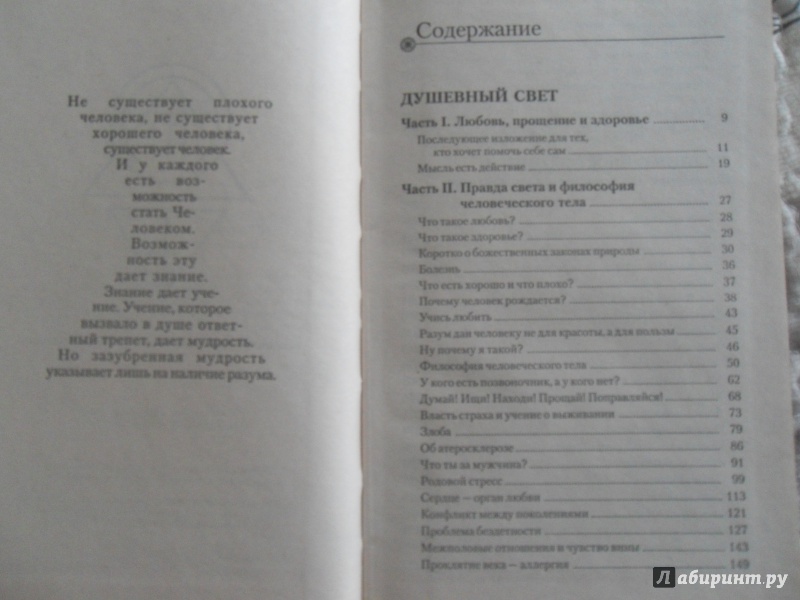 Не существует плохого
человека, не существует
хорошего человека,
существует человек.
И у каждого
есть воз-
можность
стать Че-
ловеком.
Возмож-
ность эту
дает знание.
Знание дает уче-
ние. Учение, которое
вызвало в душе ответ-
ный трепет, дает мудрость.
Но зазубренная мудрость
указывает лишь на наличие разума.
Содержание
ДУШЕВНЫЙ СВЕТ
Часть I. Любовь, прощение и здоровье 9
Последующее изложение для тех,
кто хочет помочь себе сам 11
Мысль есть действие 19
Часть II. Правда света и философия
человеческого тела 27
Что такое любовь? 28
Что такое здоровье? 29
Коротко о божественных законах природы 30
Болезнь 36
Что есть хорошо и что плохо? 37
Почему человек рождается? 38
Учись любить 43
Разум дан человеку не для красоты, а для пользы 45
Ну почему я такой? 46
Философия человеческого тела 50
У кого есть позвоночник, а у кого нет? 62
Думай! Ищи! Находи! Прощай! Поправляйся! 68
Власть страха и учение о выживании 73
Злоба 79
Об атеросклерозе 86
Что ты за мужчина? 91
Родовой стресс 99
Сердце — орган любви 113
Конфликт между поколениями 121
Проблема бездетности 127
Межполовые отношения и чувство вины 143
Проклятие века — аллергия 149
Лабиринт.ру